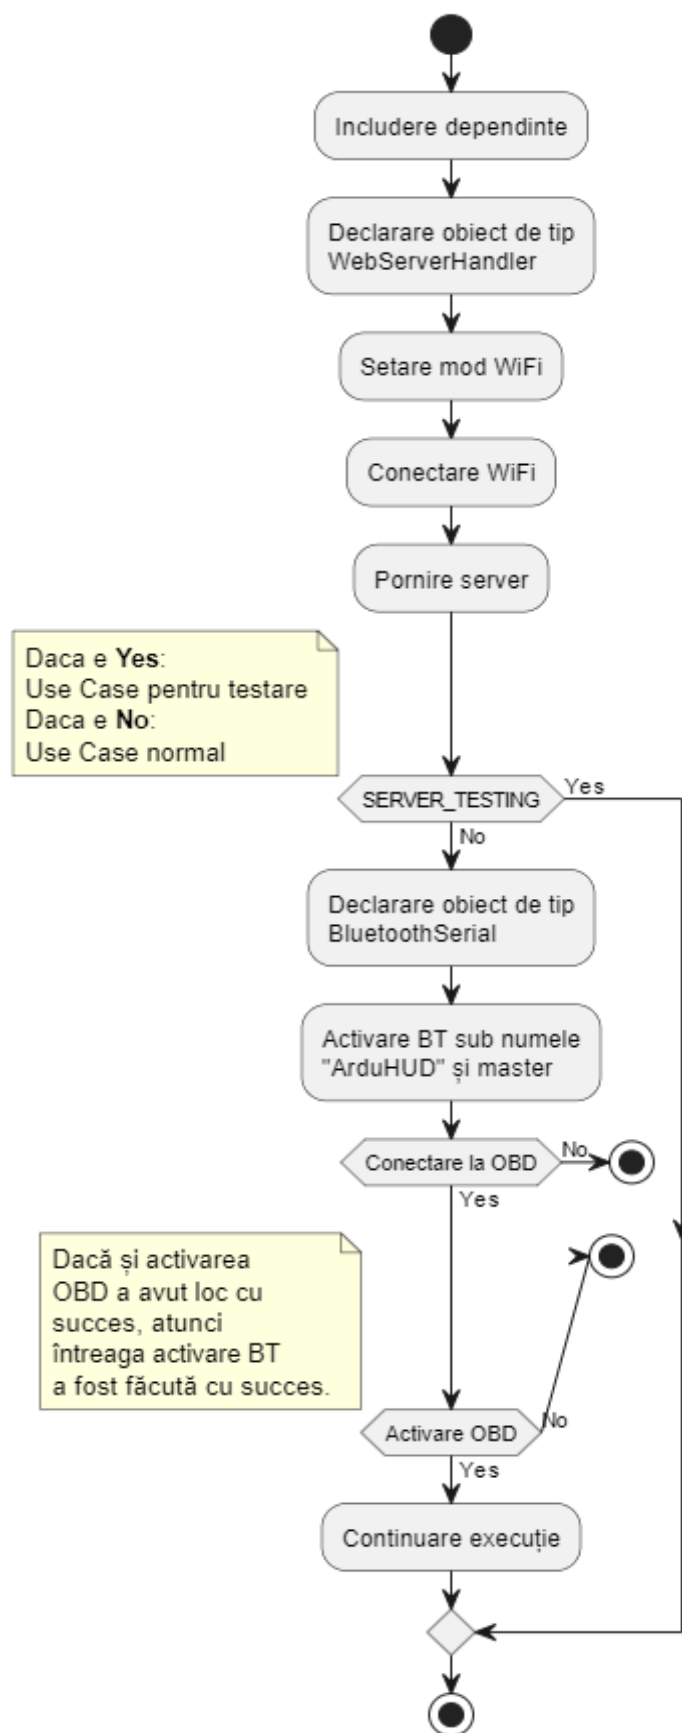 Includere dependinte
Declarare obiect de tip
WebServerHandler
Setare mod WiFi
Conectare WiFi
Pornire server
Daca e Yes:
Use Case pentru testare
Daca e No:
Use Case normal
SERVER_TESTING
Yes
No
Declarare obiect de tip
BluetoothSerial
Activare BT sub numele
"ArduHUD" și master
Conectare la OBD
No
Yes
Dacă și activarea
OBD a avut loc cu
succes, atunci
întreaga activare BT
a fost făcută cu succes.
Activare OBD
No
Yes
Continuare execuție